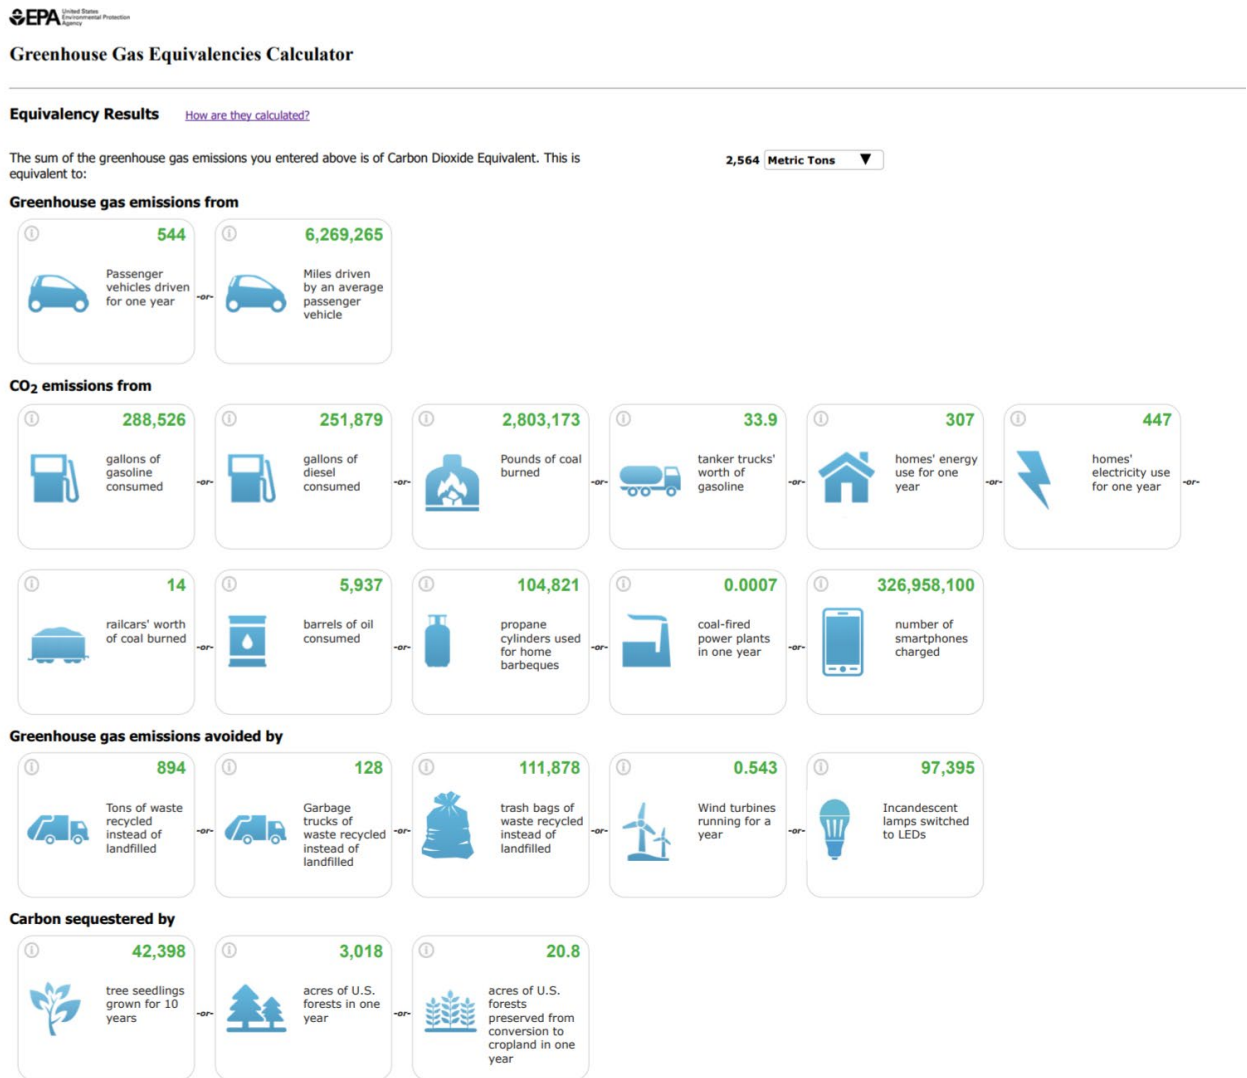 EPA United States
Environmental Protection
Agency
Greenhouse Gas Equivalencies Calculator
Equivalency Results How are they calculated?
The sum of the greenhouse gas emissions you entered above is of Carbon Dioxide Equivalent. This is
equivalent to:
2,564 Metric Tons ▼
Greenhouse gas emissions from
544
Passenger
vehicles driven
for one year
-or-
6,269,265
Miles driven
by an average
passenger
vehicle
CO₂ emissions from
288,526
gallons of
gasoline
consumed
-or-
251,879
gallons of
diesel
consumed
-or-
2,803,173
Pounds of coal
burned
-or-
33.9
tanker trucks'
worth of
gasoline
-or-
307
homes' energy
use for one
year
-or-
447
homes'
electricity use
for one year
-or-
14
railcars' worth
of coal burned
-or-
5,937
barrels of oil
consumed
-or-
104,821
propane
cylinders used
for home
barbeques
-or-
0.0007
coal-fired
power plants
in one year
-or-
326,958,100
number of
smartphones
charged
Greenhouse gas emissions avoided by
894
Tons of waste
recycled
instead of
landfilled
-or-
128
Garbage
trucks of
waste recycled
instead of
landfilled
-or-
111,878
trash bags of
waste recycled
instead of
landfilled
-or-
0.543
Wind turbines
running for a
year
-or-
97,395
Incandescent
lamps switched
to LEDs
Carbon sequestered by
42,398
tree seedlings
grown for 10
years
-or-
3,018
acres of U.S.
forests in one
year
-or-
20.8
acres of U.S.
forests
preserved from
conversion to
cropland in one
year